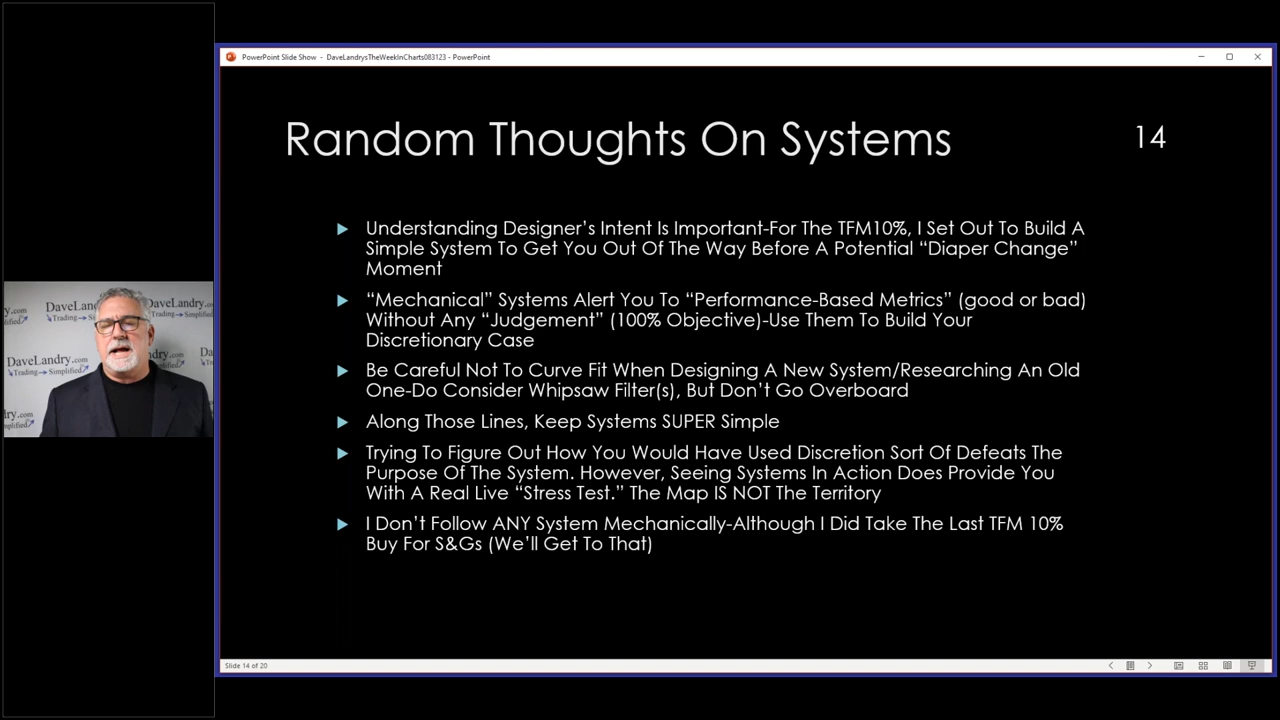 PowerPoint Slide Show - DaveLandrysTheWeekInCharts083123 - PowerPoint
Random Thoughts On Systems
14
Understanding Designer's Intent Is Important-For The TFM10%, I Set Out To Build A
Simple System To Get You Out Of The Way Before A Potential “Diaper Change”
Moment
“Mechanical” Systems Alert You To “Performance-Based Metrics” (good or bad)
Without Any “Judgement” (100% Objective)-Use Them To Build Your
Discretionary Case
Be Careful Not To Curve Fit When Designing A New System/Researching An Old
One-Do Consider Whipsaw Filter(s), But Don't Go Overboard
Along Those Lines, Keep Systems SUPER Simple
Trying To Figure Out How You Would Have Used Discretion Sort Of Defeats The
Purpose Of The System. However, Seeing Systems In Action Does Provide You
With A Real Live “Stress Test.” The Map IS NOT The Territory
I Don't Follow ANY System Mechanically-Although I Did Take The Last TFM 10%
Buy For S&Gs (We'll Get To That)
DaveLandry.com
Trading Simplified
DaveLandry.com
Slide 14 of 20